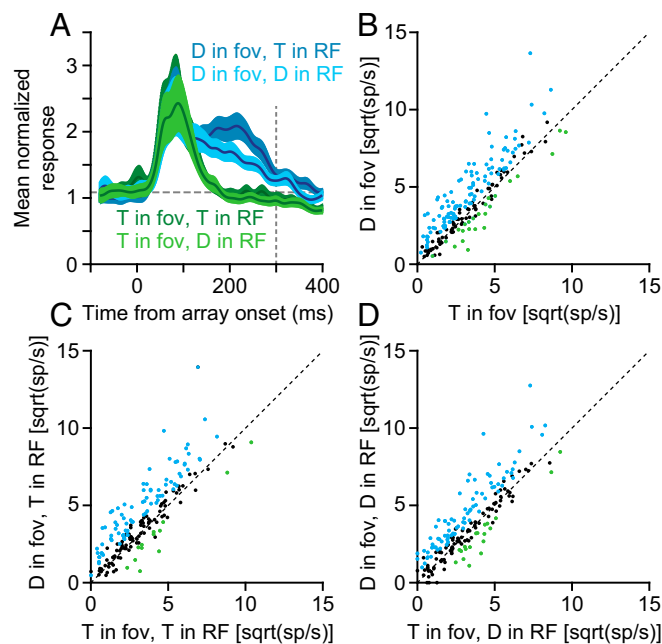 A
D in fov, T in RF
D in fov, D in RF
3
2
1
0
Mean normalized
response
T in fov, T in RF
T in fov, D in RF
0
200
400
Time from array onset (ms)
B
15
10
5
0
D in fov [sqrt(sp/s)]
0
5
10
15
T in fov [sqrt(sp/s)]
C
15
10
5
0
D in fov, T in RF [sqrt(sp/s)]
0
5
10
15
T in fov, T in RF [sqrt(sp/s)]
D
15
10
5
0
D in fov, D in RF [sqrt(sp/s)]
0
5
10
15
T in fov, D in RF [sqrt(sp/s)]